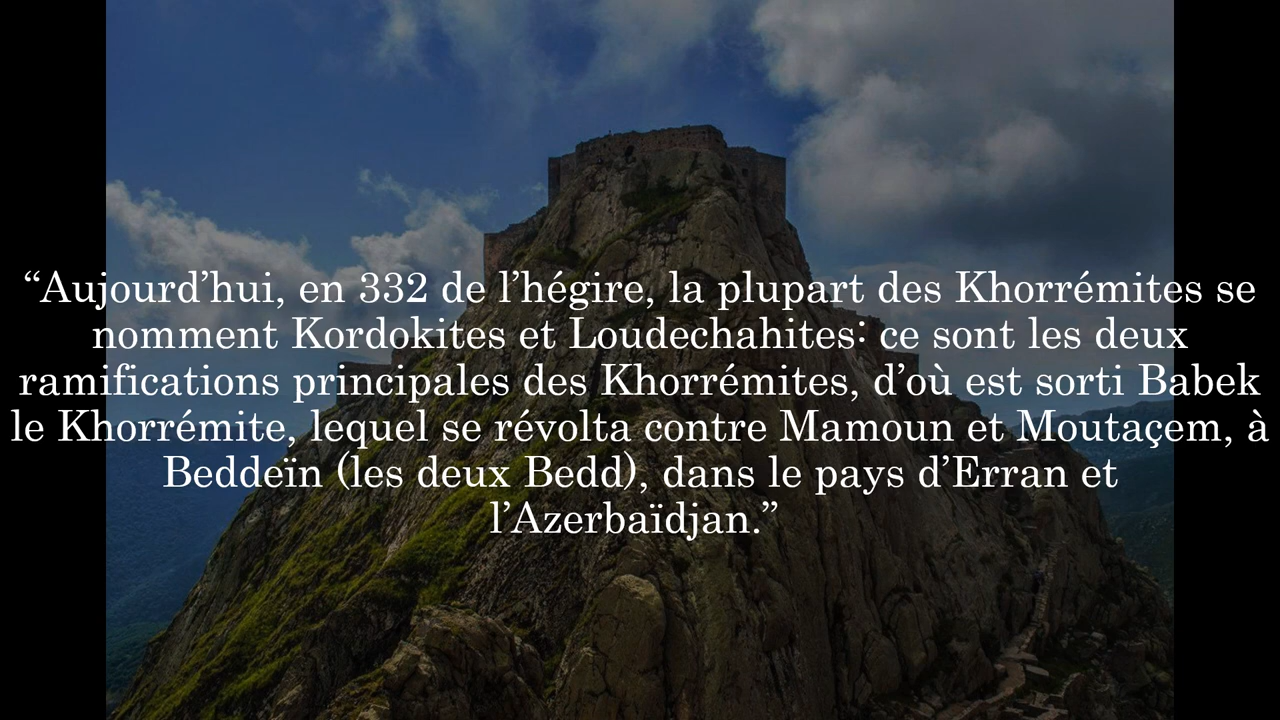 “Aujourd’hui, en 332 de l’hégire, la plupart des Khorrémites se
nomment Kordokites et Loudechahites: ce sont les deux
ramifications principales des Khorrémites, d’où est sorti Babek
le Khorrémite, lequel se révolta contre Mamoun et Moutaçem, à
Beddeïn (les deux Bedd), dans le pays d’Erran et
l’Azerbaïdjan.”